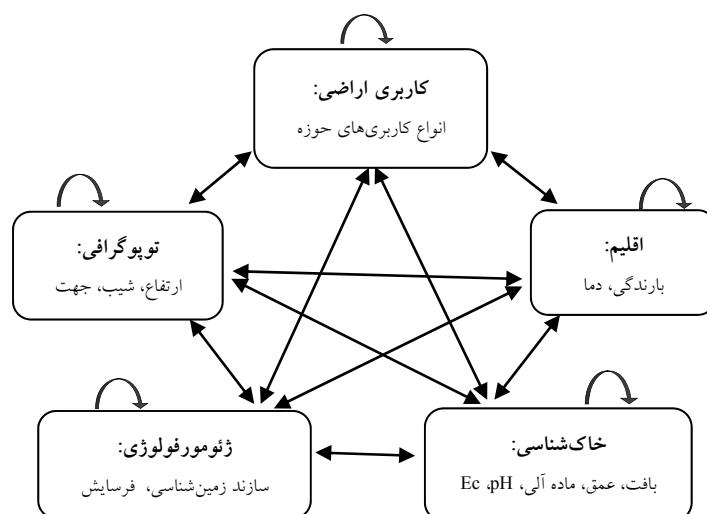 کاربری اراضی:
انواع کاربری‌های حوزه
اقلیم:
بارندگی، دما
توپوگرافی:
ارتفاع، شیب، جهت
خاک‌شناسی:
بافت، عمق، ماده آلی، Ec ،pH
ژئومورفولوژی:
سازند زمین‌شناسی، فرسایش